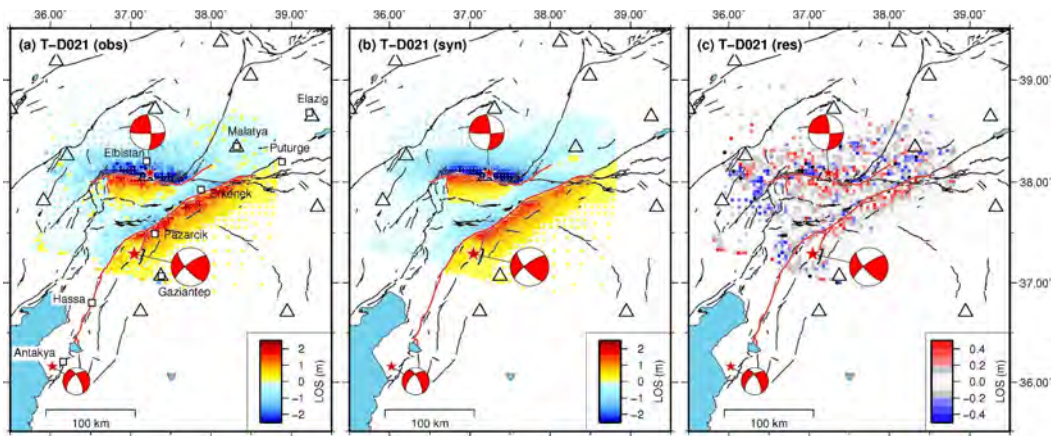 36.00˚ 37.00˚ 38.00˚ 39.00˚
36.00˚ 37.00˚ 38.00˚ 39.00˚
36.00˚ 37.00˚ 38.00˚ 39.00˚
(a) T−D021 (obs)
Elazig
Malatya
Elbistan
Puturge
Erkenek
Pazarcik
Gaziantep
Hassa
Antakya
2
1
0
−1
−2
LOS (m)
100 km
(b) T−D021 (syn)
2
1
0
−1
−2
LOS (m)
100 km
(c) T−D021 (res)
0.4
0.2
0.0
−0.2
−0.4
LOS (m)
100 km
39.00˚
38.00˚
37.00˚
36.00˚